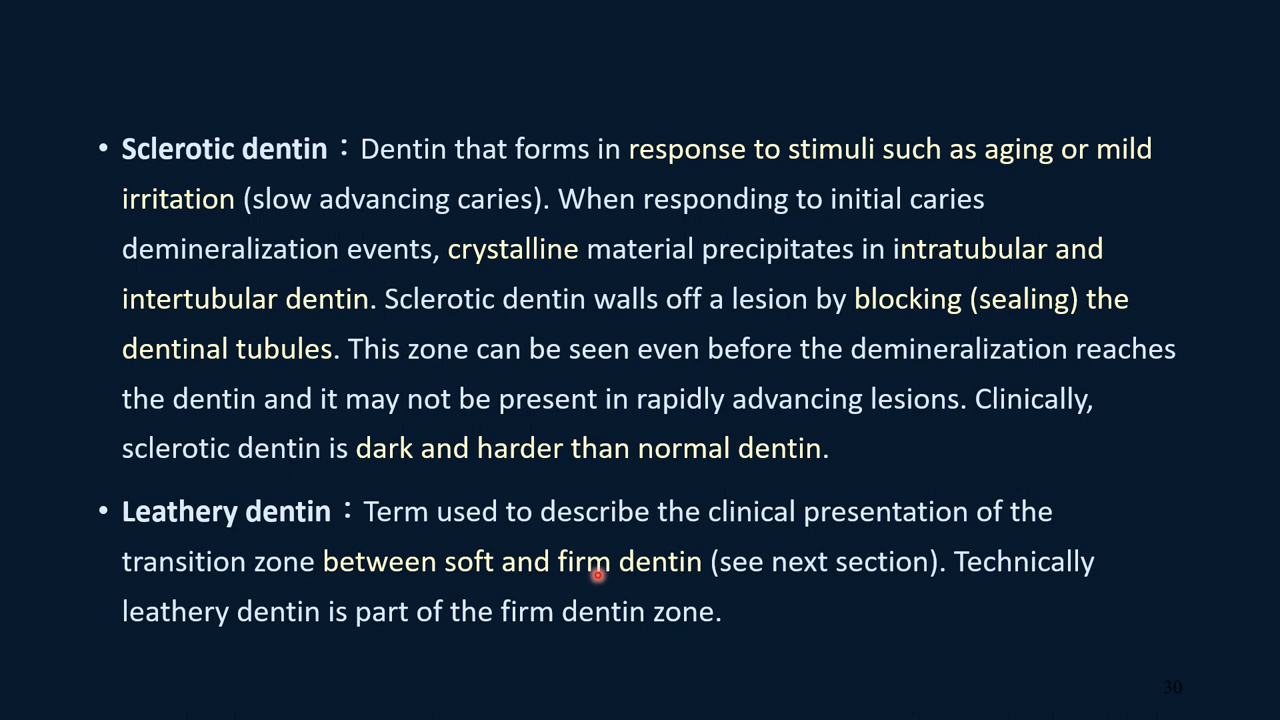 • Sclerotic dentin：Dentin that forms in response to stimuli such as aging or mild
irritation (slow advancing caries). When responding to initial caries
demineralization events, crystalline material precipitates in intratubular and
intertubular dentin. Sclerotic dentin walls off a lesion by blocking (sealing) the
dentinal tubules. This zone can be seen even before the demineralization reaches
the dentin and it may not be present in rapidly advancing lesions. Clinically,
sclerotic dentin is dark and harder than normal dentin.
• Leathery dentin：Term used to describe the clinical presentation of the
transition zone between soft and firm dentin (see next section). Technically
leathery dentin is part of the firm dentin zone.
30